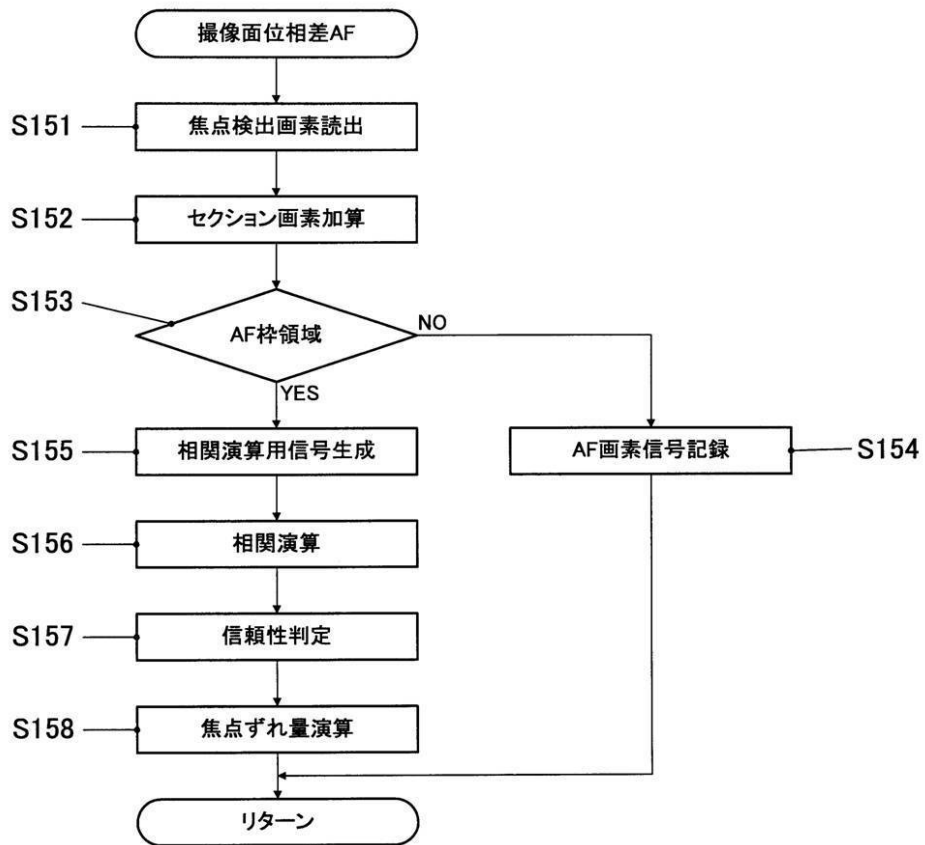 撮像面位相差AF
S151
焦点検出画素読出
S152
セクション画素加算
S153
AF枠領域
NO
YES
S155
相関演算用信号生成
AF画素信号記録
S154
S156
相関演算
S157
信頼性判定
S158
焦点ずれ量演算
リターン